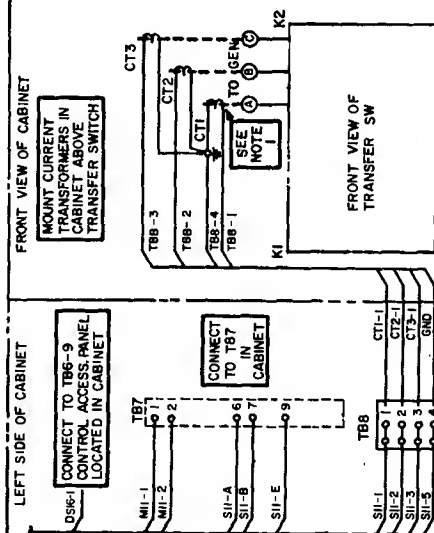 LEFT SIDE OF CABINET
DS16-1
CONNECT TO TB6-9
CONTROL ACCESS. PANEL
LOCATED IN CABINET
TB7
M11-1
M11-2
S11-A
S11-B
S11-E
1
2
6
7
9
CONNECT
TO TB7
IN
CABINET
TB8
S11-1
S11-2
S11-3
S11-5
1
2
3
4
CT1-1
CT2-1
CT3-1
GND
FRONT VIEW OF CABINET
MOUNT CURRENT
TRANSFORMERS IN
CABINET ABOVE
TRANSFER SWITCH
CT3
CT2
CT1
TB8-3
TB8-2
TB8-4
TB8-1
TO GEN
A
B
C
SEE
NOTE
1
K1
K2
FRONT VIEW OF
TRANSFER SW